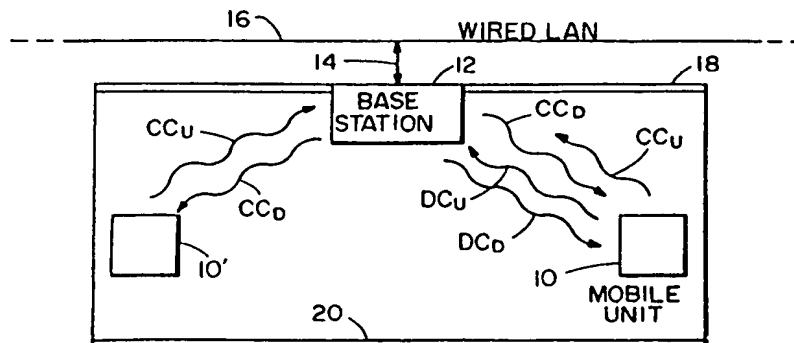 16
WIRED LAN
14
12
18
BASE
STATION
CCU
CCD
CCD
CCU
DCU
DCD
10'
10
MOBILE
UNIT
20